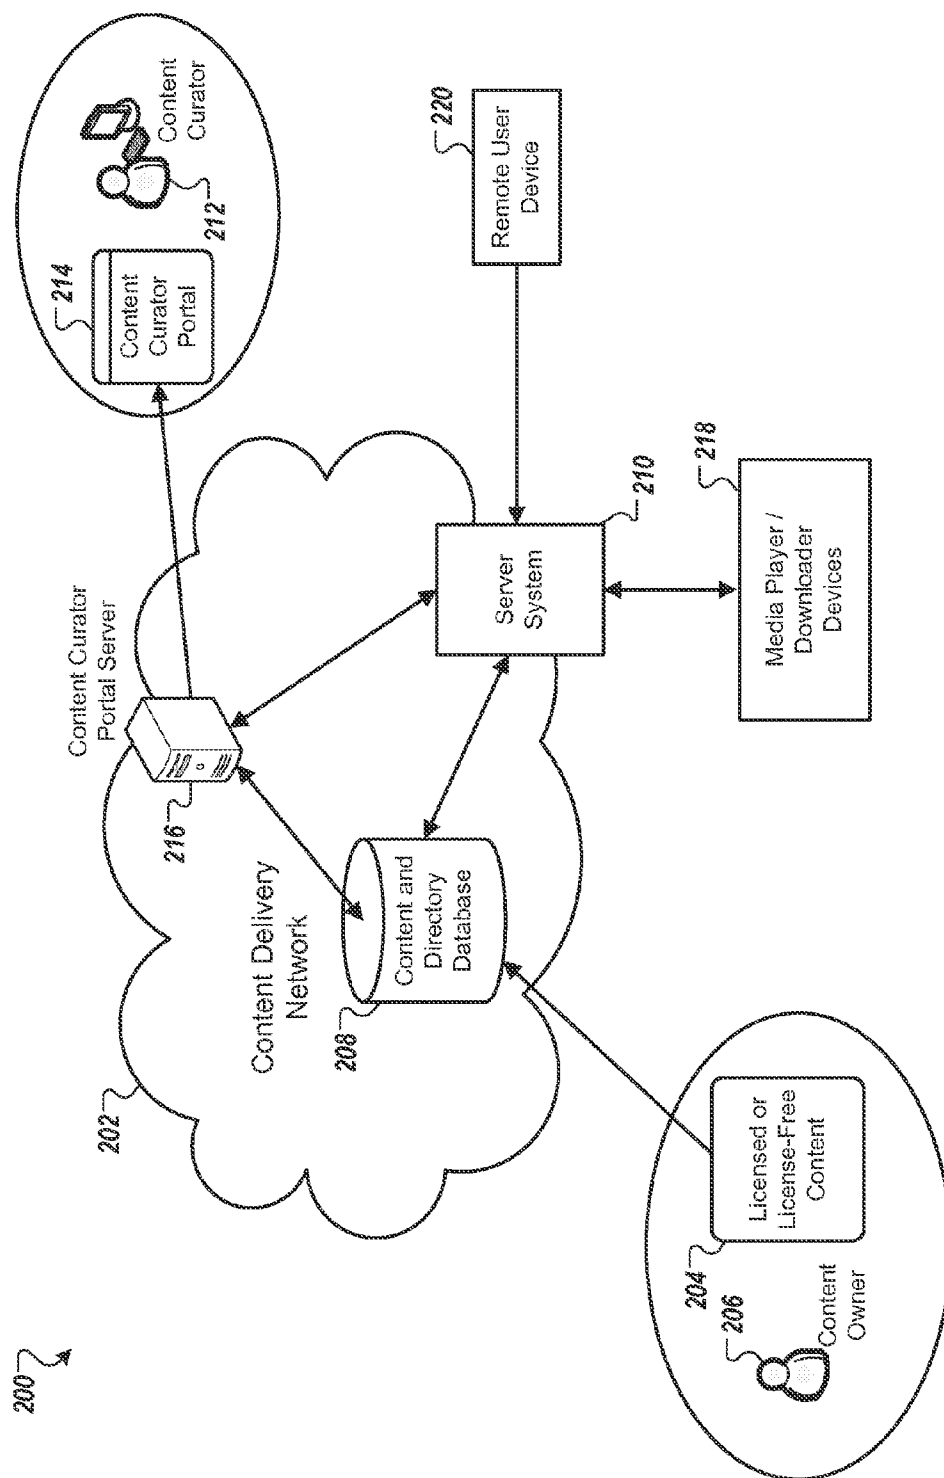 200
202
Content Delivery
Network
Content Curator
Portal Server
216
214
Content
Curator
Portal
212
Content
Curator
208
Content and
Directory
Database
Server
System
210
220
Remote User
Device
218
Media Player /
Downloader
Devices
204
Licensed or
License-Free
Content
206
Content
Owner